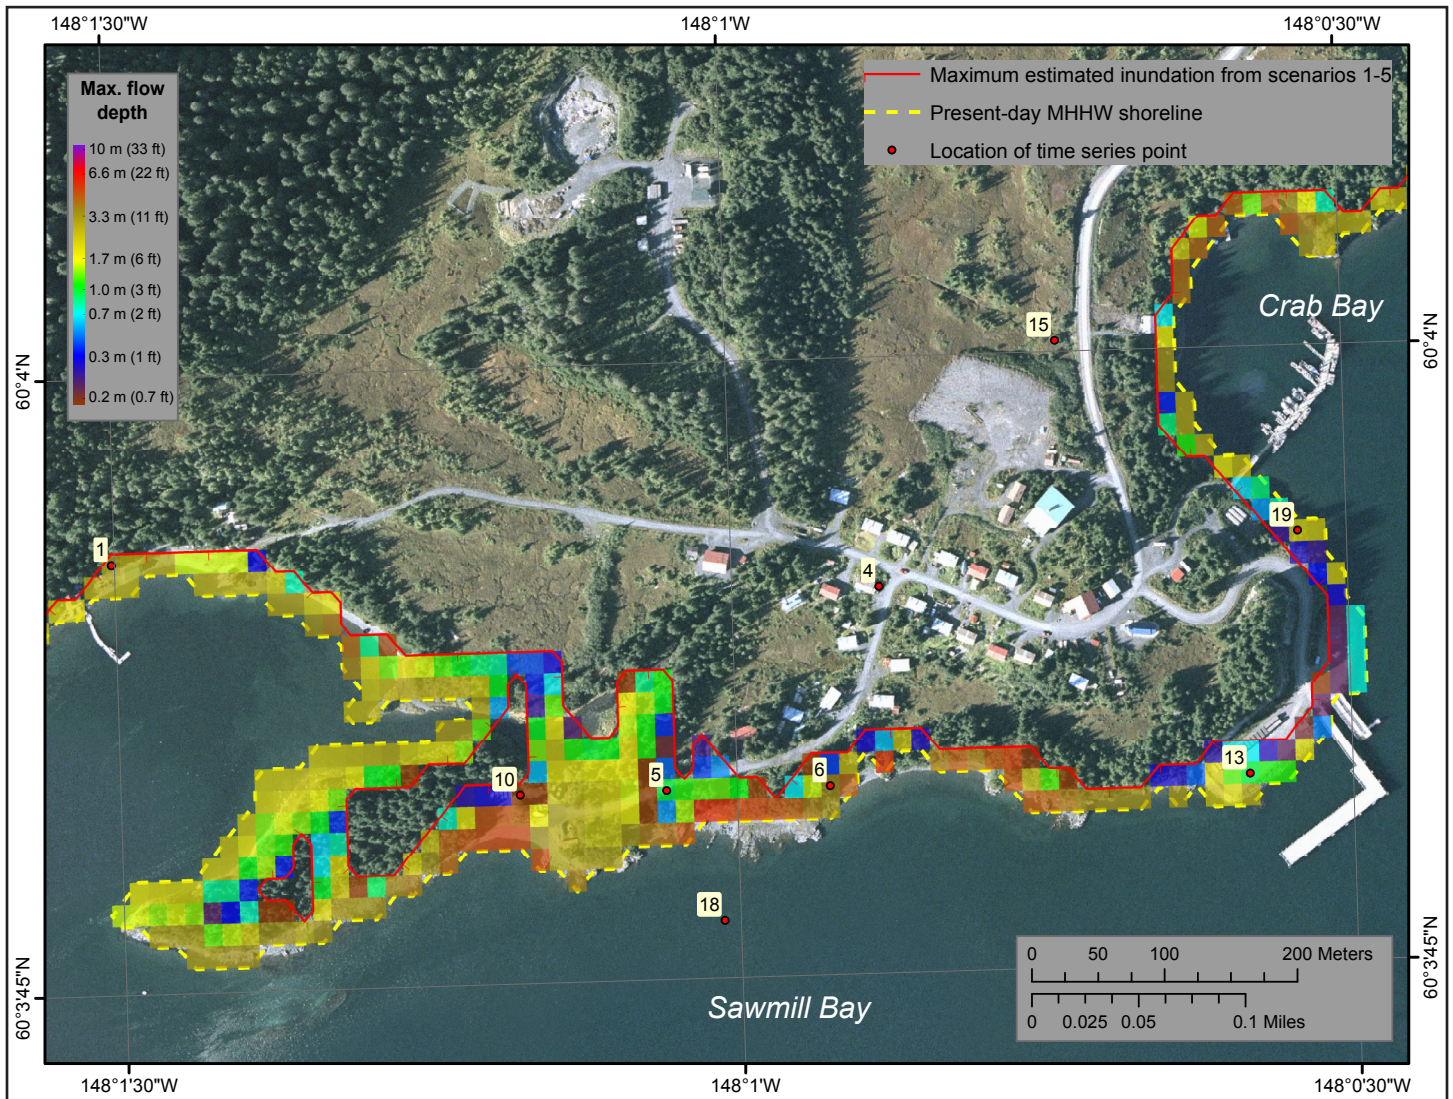 148°1'30"W
148°1'W
148°0'30"W
Max. flow
depth
10 m (33 ft)
6.6 m (22 ft)
3.3 m (11 ft)
1.7 m (6 ft)
1.0 m (3 ft)
0.7 m (2 ft)
0.3 m (1 ft)
0.2 m (0.7 ft)
Maximum estimated inundation from scenarios 1-5
Present-day MHHW shoreline
Location of time series point
Crab Bay
15
60°4'N
60°4'N
19
1
4
13
6
5
10
18
60°3'45"N
60°3'45"N
Sawmill Bay
0 50 100 200 Meters
0 0.025 0.05 0.1 Miles
148°1'30"W
148°1'W
148°0'30"W